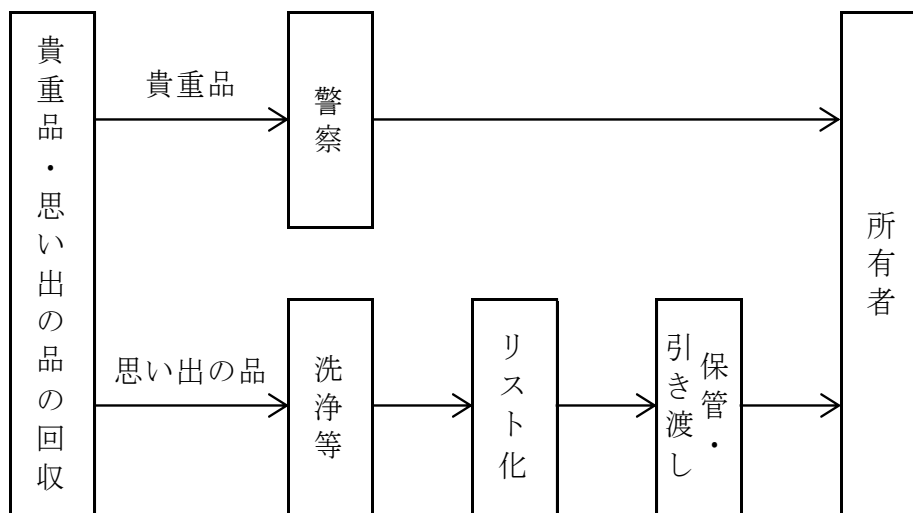 貴重品・思い出の品の回収
貴重品
警察
思い出の品
洗浄等
リスト化
保管・
引き渡し
所有者